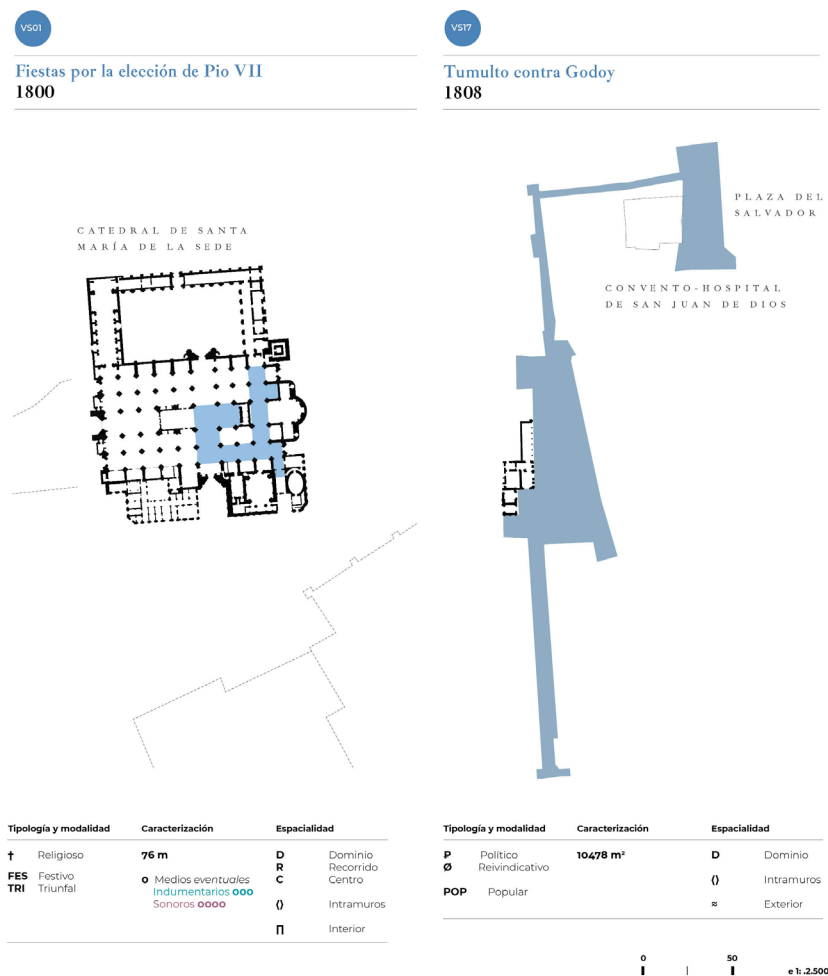 VS01
Fiestas por la elección de Pio VII
1800
CATEDRAL DE SANTA
MARÍA DE LA SEDE
Tipología y modalidad Caracterización Espacialidad
† Religioso 76 m D Dominio
R Recorrido
FES Festivo o Medios eventuales C Centro
TRI Triunfal Indumentarios ooo
Sonoros oooo ⟨⟩ Intramuros
Π Interior
VS17
Tumulto contra Godoy
1808
PLAZA DEL
SALVADOR
CONVENTO-HOSPITAL
DE SAN JUAN DE DIOS
Tipología y modalidad Caracterización Espacialidad
₽ Político 10478 m² D Dominio
Ø Reivindicativo
⟨⟩ Intramuros
POP Popular
≈ Exterior
0 50
e 1: .2.500